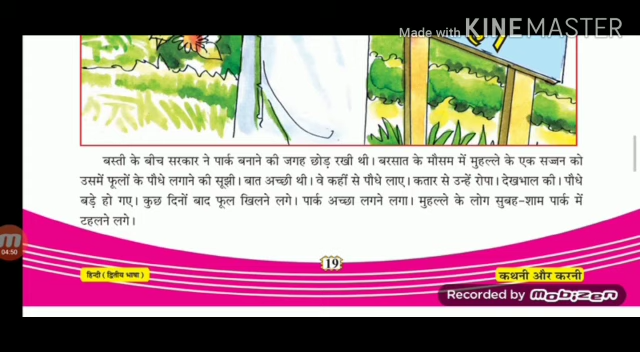 Made with KINEMASTER
बस्ती के बीच सरकार ने पार्क बनाने की जगह छोड़ रखी थी। बरसात के मौसम में मुहल्ले के एक सज्जन को
उसमें फूलों के पौधे लगाने की सूझी। बात अच्छी थी। वे कहीं से पौधे लाए। कतार से उन्हें रोपा। देखभाल की। पौधे
बड़े हो गए। कुछ दिनों बाद फूल खिलने लगे। पार्क अच्छा लगने लगा। मुहल्ले के लोग सुबह-शाम पार्क में
टहलने लगे।
04:50
19
हिन्दी (द्वितीय भाषा)
कथनी और करनी
Recorded by mobizen